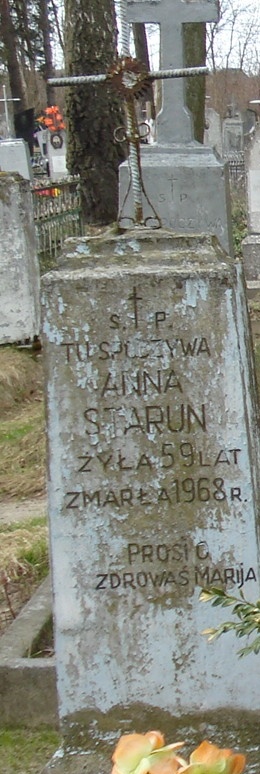 S. P.
TU SPOCZYWA
ANNA
STARUN
ŻYŁA 59 LAT
ZMARŁA 1968 R.
PROSI O
ZDROWAŚ MARIJA
S P